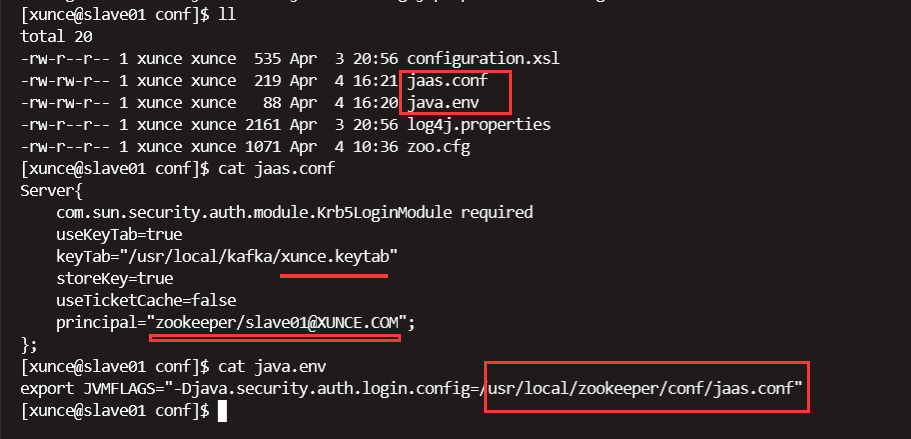 [xunce@slave01 conf]$ ll
total 20
-rw-r--r-- 1 xunce xunce  535 Apr  3 20:56 configuration.xsl
-rw-rw-r-- 1 xunce xunce  219 Apr  4 16:21 jaas.conf
-rw-rw-r-- 1 xunce xunce   88 Apr  4 16:20 java.env
-rw-r--r-- 1 xunce xunce 2161 Apr  3 20:56 log4j.properties
-rw-r--r-- 1 xunce xunce 1071 Apr  4 10:36 zoo.cfg
[xunce@slave01 conf]$ cat jaas.conf
Server{
    com.sun.security.auth.module.Krb5LoginModule required
    useKeyTab=true
    keyTab="/usr/local/kafka/xunce.keytab"
    storeKey=true
    useTicketCache=false
    principal="zookeeper/slave01@XUNCE.COM";
};
[xunce@slave01 conf]$ cat java.env
export JVMFLAGS="-Djava.security.auth.login.config=/usr/local/zookeeper/conf/jaas.conf"
[xunce@slave01 conf]$